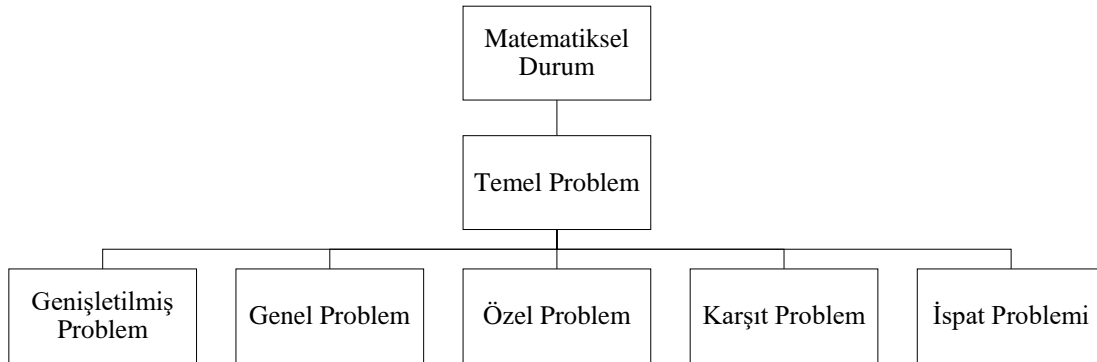 Matematiksel
Durum
Temel Problem
Genişletilmiş
Problem
Genel Problem
Özel Problem
Karşıt Problem
İspat Problemi